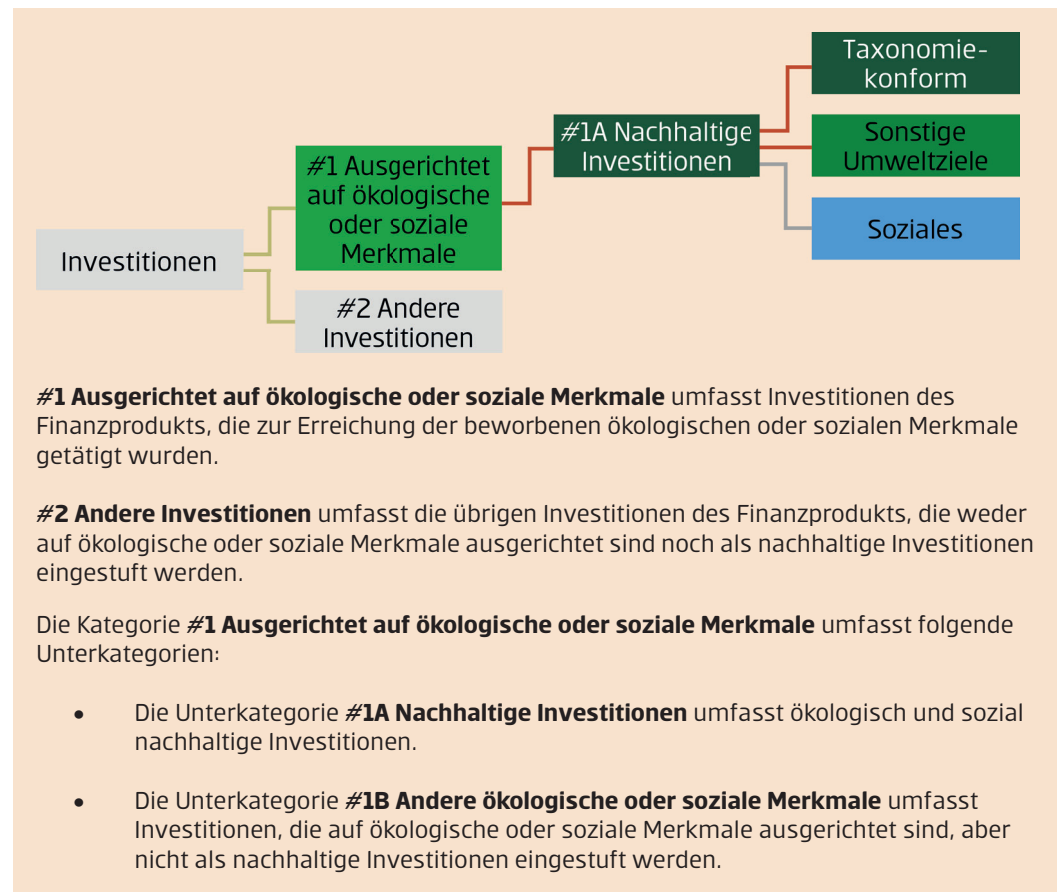 Taxonomie-
konform
#1A Nachhaltige
Investitionen
Sonstige
Umweltziele
#1 Ausgerichtet
auf ökologische
oder soziale
Merkmale
Soziales
Investitionen
#2 Andere
Investitionen
#1 Ausgerichtet auf ökologische oder soziale Merkmale umfasst Investitionen des
Finanzprodukts, die zur Erreichung der beworbenen ökologischen oder sozialen Merkmale
getätigt wurden.
#2 Andere Investitionen umfasst die übrigen Investitionen des Finanzprodukts, die weder
auf ökologische oder soziale Merkmale ausgerichtet sind noch als nachhaltige Investitionen
eingestuft werden.
Die Kategorie #1 Ausgerichtet auf ökologische oder soziale Merkmale umfasst folgende
Unterkategorien:
• Die Unterkategorie #1A Nachhaltige Investitionen umfasst ökologisch und sozial
nachhaltige Investitionen.
• Die Unterkategorie #1B Andere ökologische oder soziale Merkmale umfasst
Investitionen, die auf ökologische oder soziale Merkmale ausgerichtet sind, aber
nicht als nachhaltige Investitionen eingestuft werden.